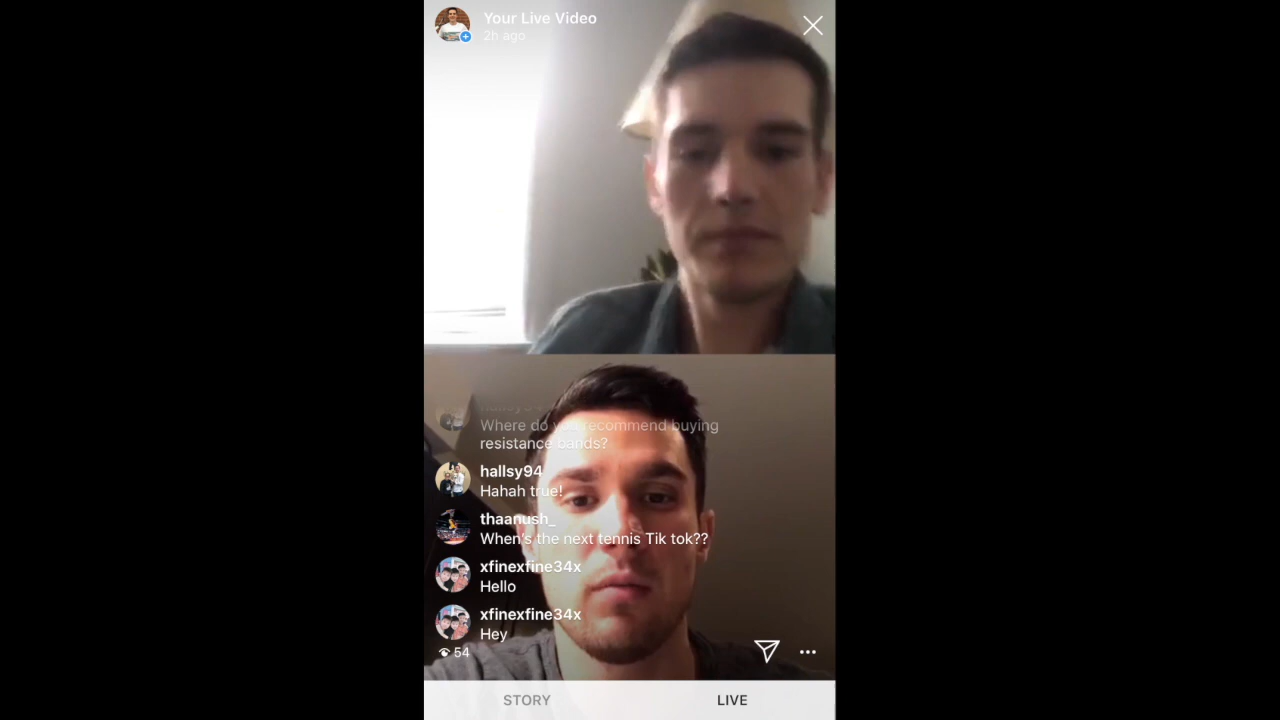 Your Live Video
2h ago
Where do you recommend buying
resistance bands?
hallsy94
Hahah true!
thaanush_
When's the next tennis Tik tok??
xfinexfine34x
Hello
xfinexfine34x
Hey
54
STORY
LIVE